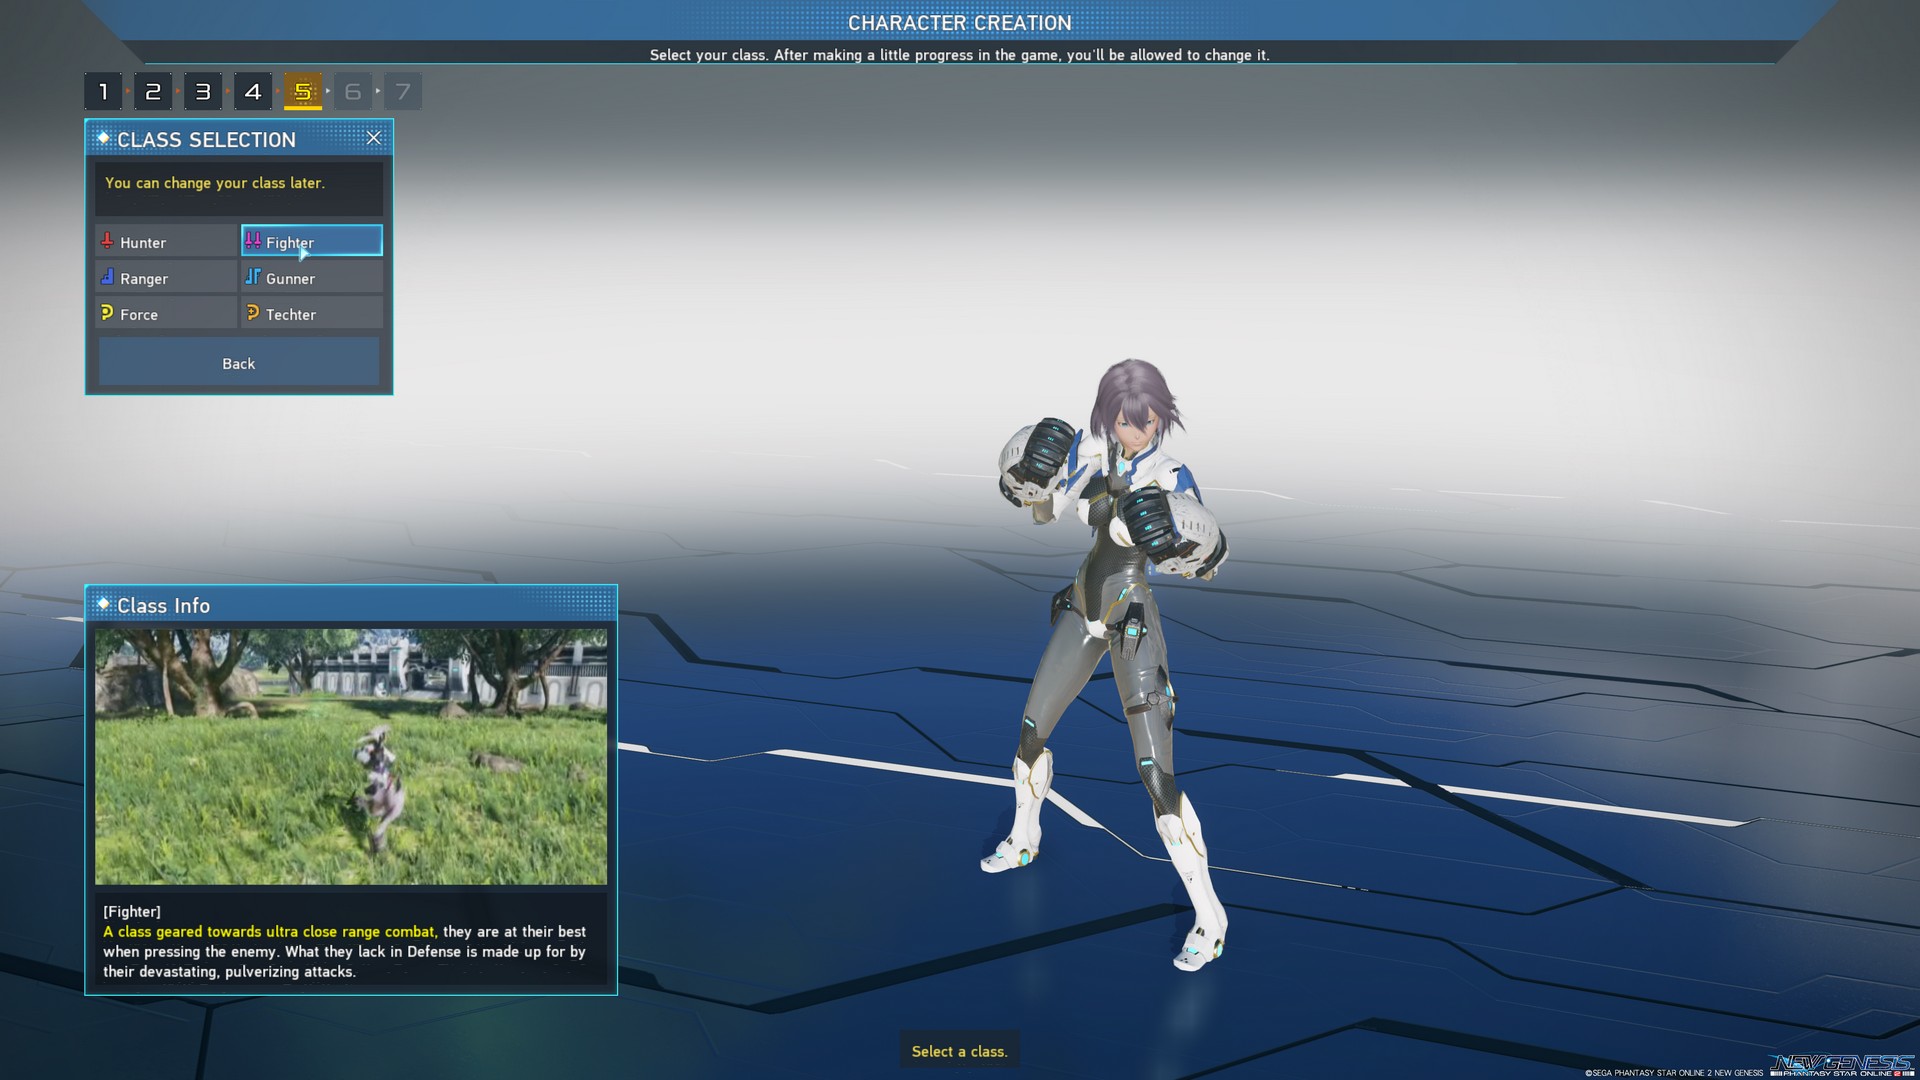 CHARACTER CREATION
Select your class. After making a little progress in the game, you'll be allowed to change it.
1 2 3 4 5 6 7
CLASS SELECTION
You can change your class later.
Hunter
Fighter
Ranger
Gunner
Force
Techter
Back
Class Info
[Fighter]
A class geared towards ultra close range combat, they are at their best
when pressing the enemy. What they lack in Defense is made up for by
their devastating, pulverizing attacks.
Select a class.
©SEGA PHANTASY STAR ONLINE 2 NEW GENESIS
NEW GENESIS
PHANTASY STAR ONLINE 2